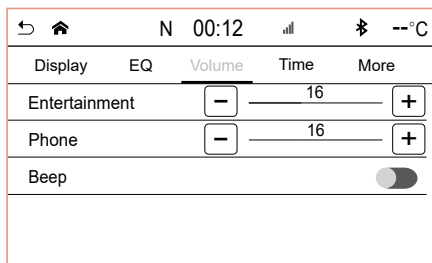 N 00:12 --°C
Display EQ Volume Time More
Entertainment − 16 +
Phone − 16 +
Beep